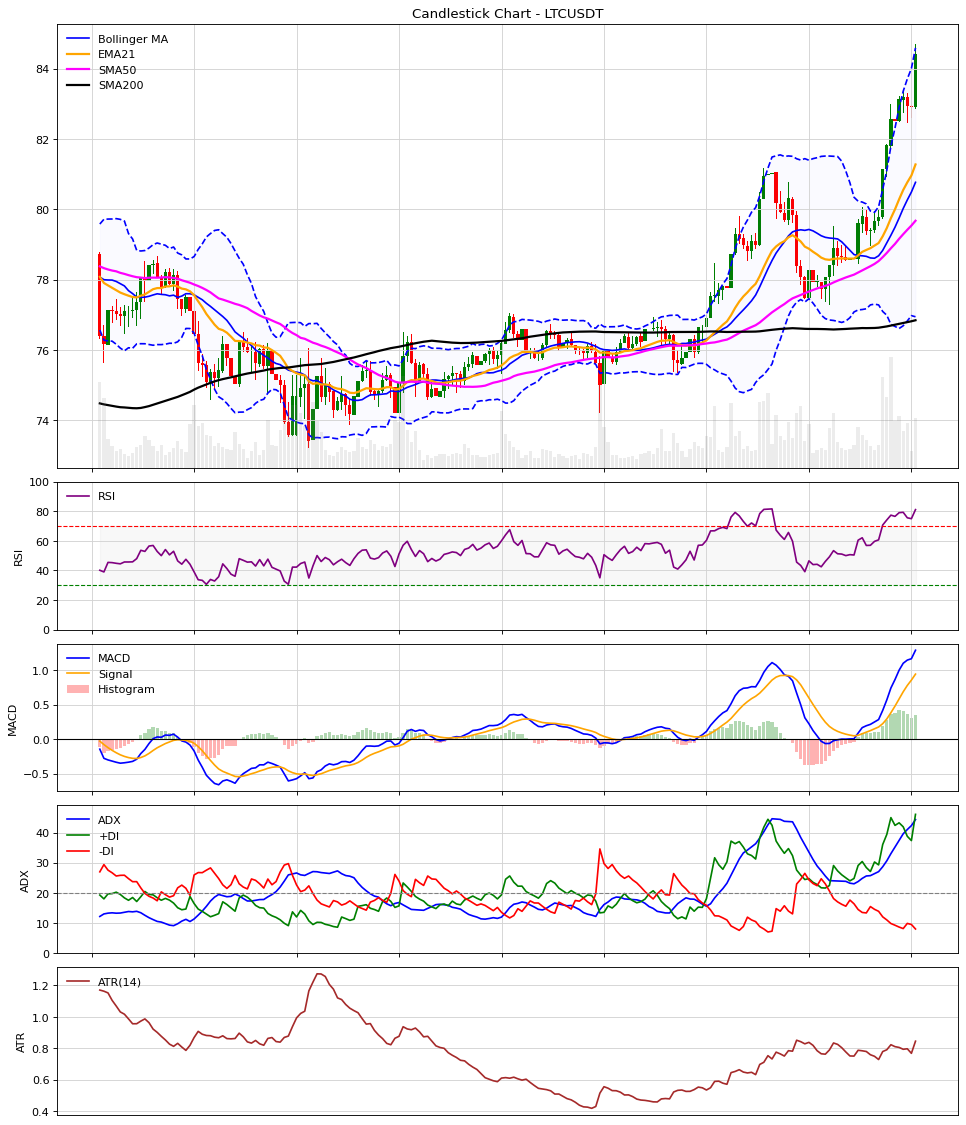 Candlestick Chart - LTCUSDT
Bollinger MA
EMA21
SMA50
SMA200
84
82
80
78
76
74
RSI
RSI
100
80
60
40
20
0
MACD
Signal
Histogram
MACD
1.0
0.5
0.0
−0.5
ADX
+DI
-DI
ADX
40
30
20
10
0
ATR(14)
ATR
1.2
1.0
0.8
0.6
0.4